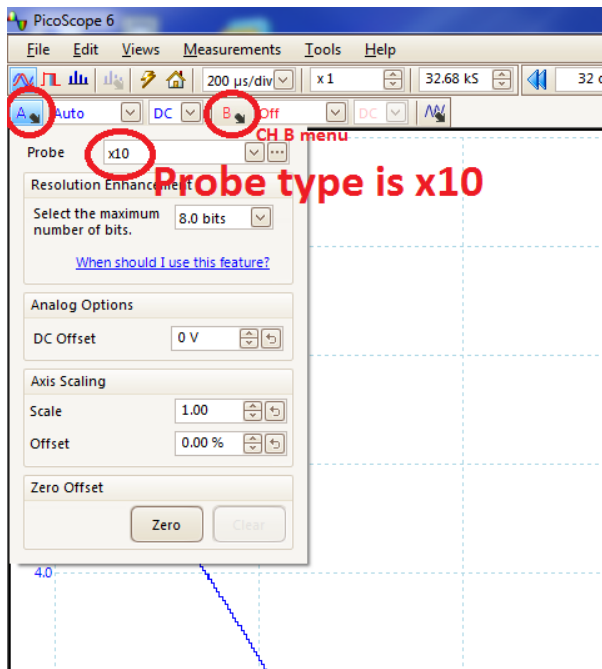 PicoScope 6
File Edit Views Measurements Tools Help
200 µs/div x 1 32.68 kS 32
A Auto DC B Off DC
CH B menu
Probe x10
Probe type is x10
Resolution Enhancement
Select the maximum number of bits. 8.0 bits
When should I use this feature?
Analog Options
DC Offset 0 V
Axis Scaling
Scale 1.00
Offset 0.00 %
Zero Offset
Zero Clear
4.0